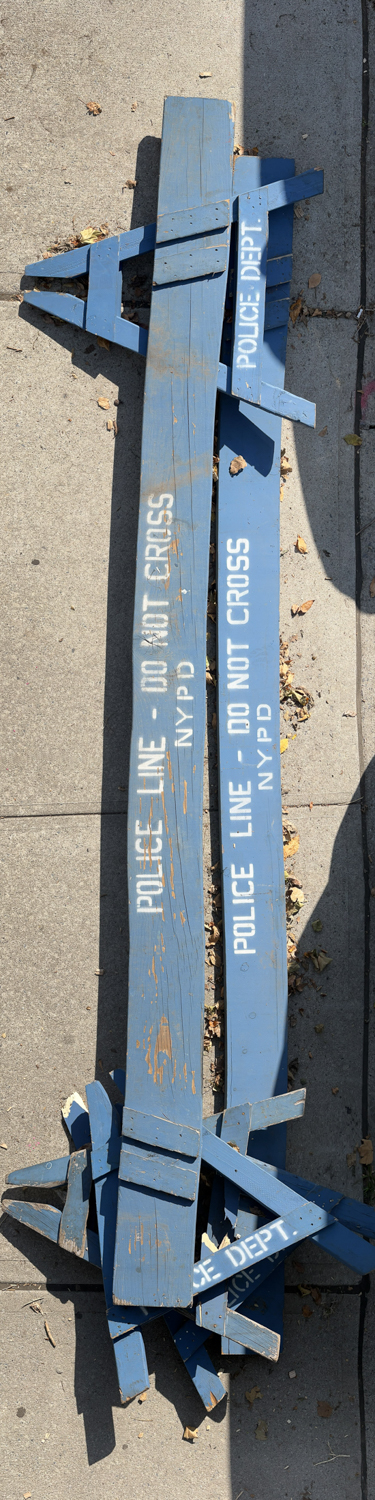 POLICE DEPT.
POLICE LINE - DO NOT CROSS
NYPD
POLICE LINE - DO NOT CROSS
NYPD
CE DEPT.